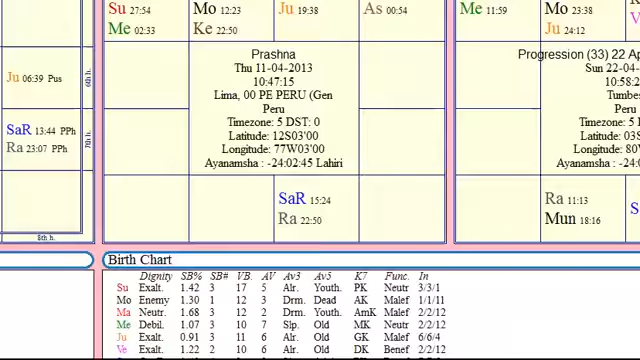 Su 27:54 Mo 12:23 Ju 19:38 As 00:54 Me 11:59 Mo 23:38
Me 02:33 Ke 22:50 Ju 24:12
Prashna
Thu 11-04-2013
10:47:15
Lima, 00 PE PERU (Gen
Peru
Timezone: 5 DST: 0
Latitude: 12S03'00
Longitude: 77W03'00
Ayanamsha : -24:02:45 Lahiri
Progression (33) 22 Ap
Sun 22-04-
10:58:2
Tumbe
Peru
Timezone: 5
Latitude: 03S
Longitude: 80
Ayanamsha : -24:0
Ju 06:39 Pus
6th h.
SaR 13:44 PPh
Ra 23:07 PPh
7th h.
8th h.
SaR 15:24
Ra 22:50
Ra 11:13
Mun 18:16
S
Birth Chart
Dignity SB% SB# VB. AV Av3 Av5 K7 Func. In
Su Exalt. 1.42 3 17 5 Alr. Youth. PK Neutr 3/3/1
Mo Enemy 1.30 1 12 3 Drm. Dead AK Malef 1/1/11
Ma Neutr. 1.68 3 12 2 Drm. Youth. AmK Malef 2/2/12
Me Debil. 1.07 3 10 7 Slp. Old MK Neutr 2/2/12
Ju Exalt. 0.91 3 11 6 Alr. Old GK Malef 6/6/4
Ve Exalt. 1.22 2 10 6 Alr. Old DK Benef 2/2/12